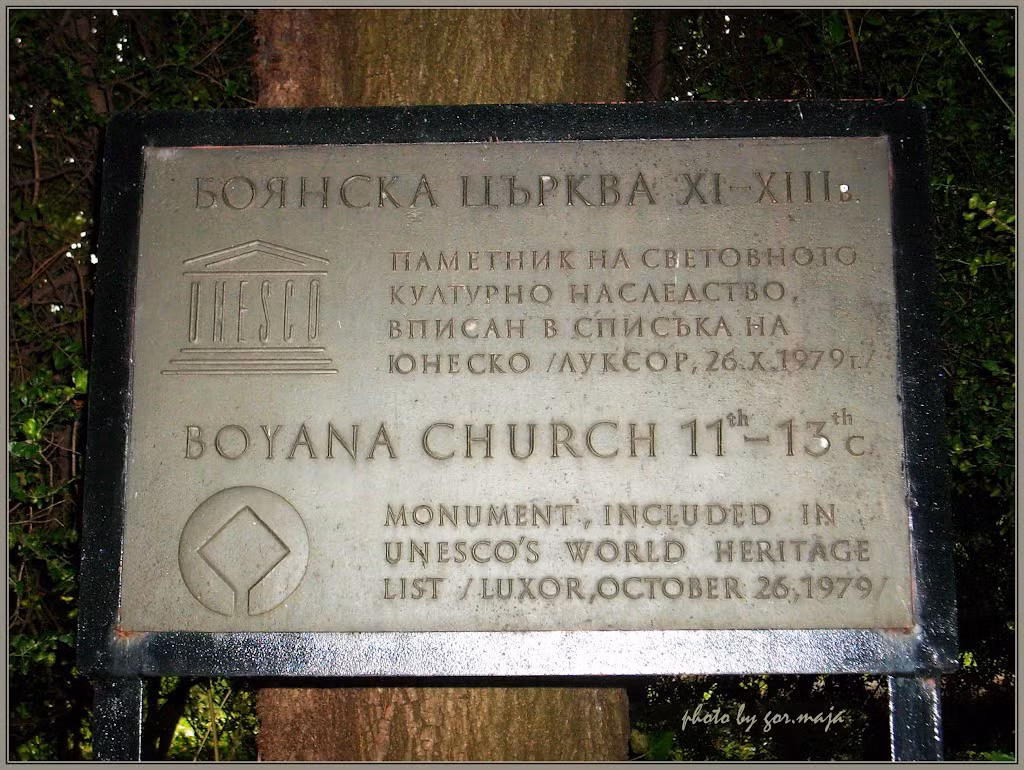 БОЯНСКА ЦЪРКВА XI–XIIIв.
UNESCO
ПАМЕТНИК НА СВЕТОВНОТО
КУЛТУРНО НАСЛЕДСТВО,
ВПИСАН В СПИСЪКА НА
ЮНЕСКО /ЛУКСОР, 26.X.1979г./
BOYANA CHURCH 11th–13th c.
MONUMENT, INCLUDED IN
UNESCO'S WORLD HERITAGE
LIST /LUXOR, OCTOBER 26, 1979/
photo by gor.maja